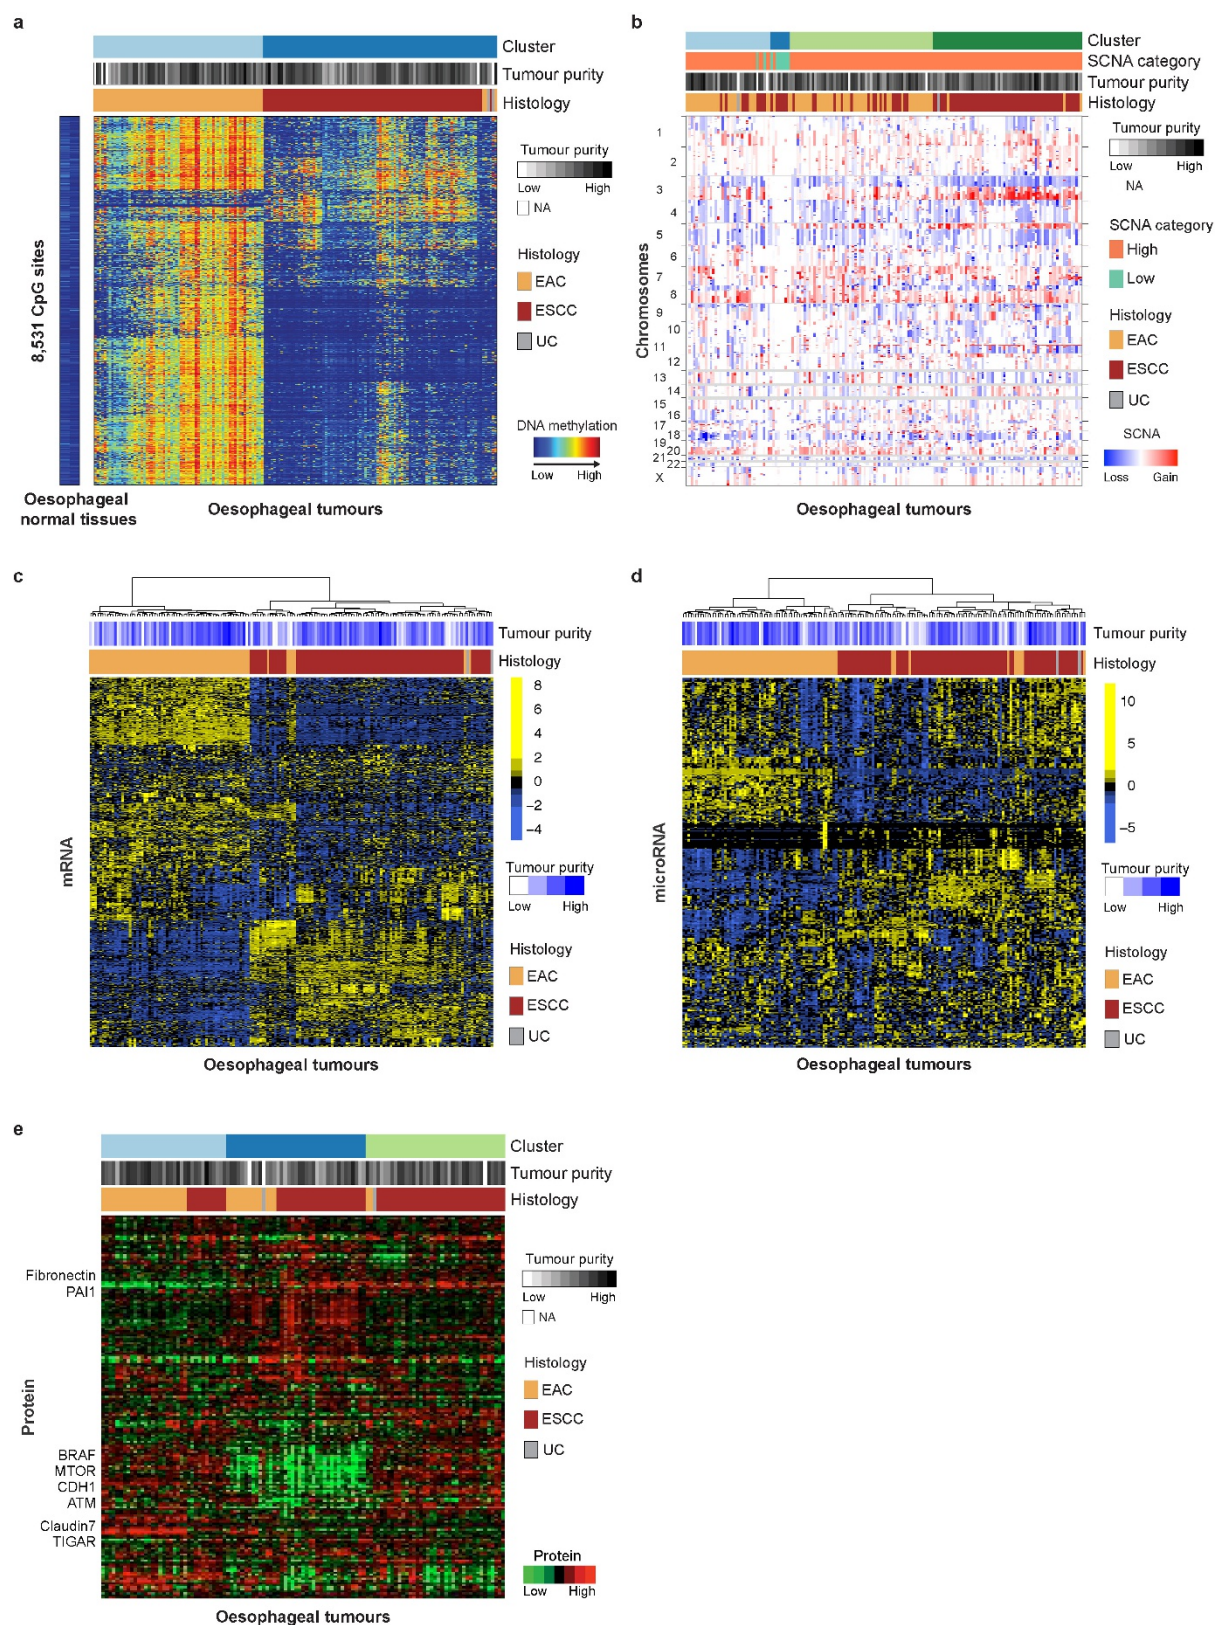 a
Cluster
Tumour purity
Histology
8,531 CpG sites
Tumour purity
Low High
NA
Histology
EAC
ESCC
UC
DNA methylation
Low High
Oesophageal normal tissues
Oesophageal tumours
b
Cluster
SCNA category
Tumour purity
Histology
Chromosomes
1
2
3
4
5
6
7
8
9
10
11
12
13
14
15
16
17
18
19
20
21
22
X
Tumour purity
Low High
NA
SCNA category
High
Low
Histology
EAC
ESCC
UC
SCNA
Loss Gain
Oesophageal tumours
c
Tumour purity
Histology
mRNA
8
6
4
2
0
−2
−4
Tumour purity
Low High
Histology
EAC
ESCC
UC
Oesophageal tumours
d
Tumour purity
Histology
microRNA
10
5
0
−5
Tumour purity
Low High
Histology
EAC
ESCC
UC
Oesophageal tumours
e
Cluster
Tumour purity
Histology
Protein
Fibronectin
PAI1
BRAF
MTOR
CDH1
ATM
Claudin7
TIGAR
Tumour purity
Low High
NA
Histology
EAC
ESCC
UC
Protein
Low High
Oesophageal tumours